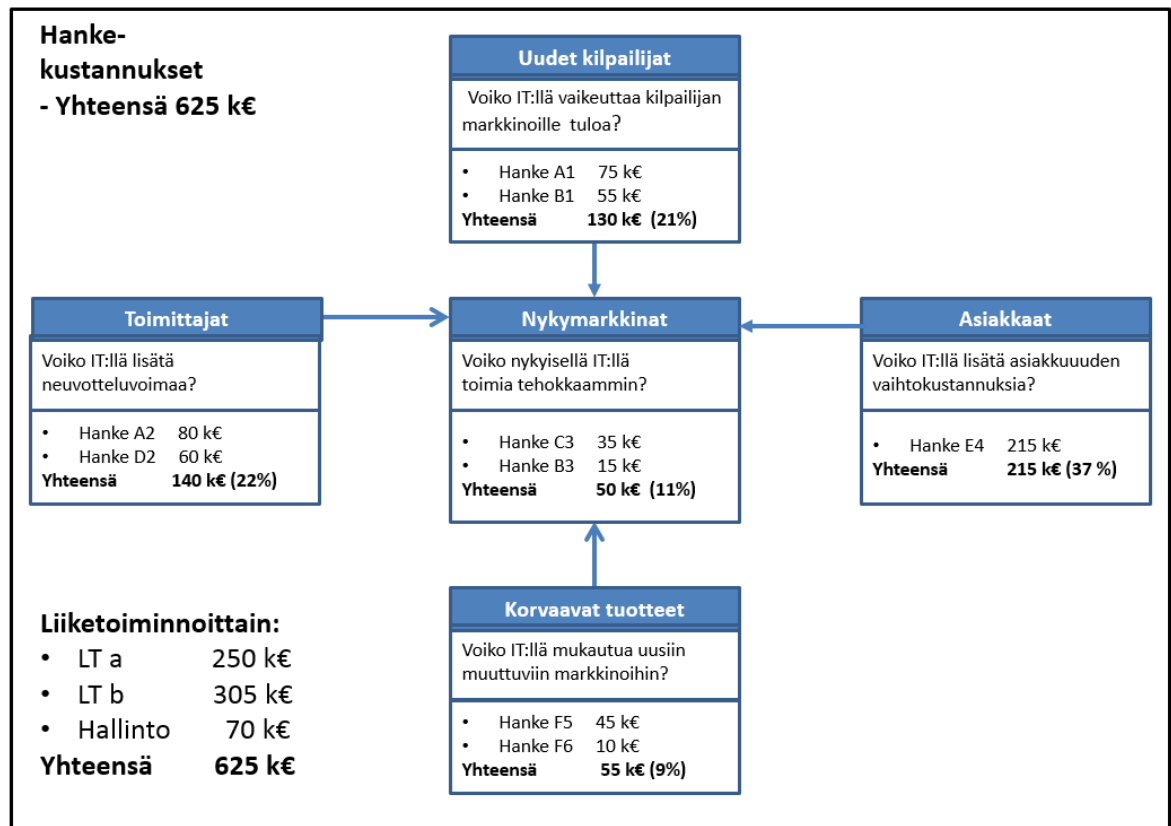 Hanke-
kustannukset
- Yhteensä 625 k€
Uudet kilpailijat
Voiko IT:llä vaikeuttaa kilpailijan
markkinoille tuloa?
• Hanke A1 75 k€
• Hanke B1 55 k€
Yhteensä 130 k€ (21%)
Toimittajat
Voiko IT:llä lisätä
neuvotteluvoimaa?
• Hanke A2 80 k€
• Hanke D2 60 k€
Yhteensä 140 k€ (22%)
Nykymarkkinat
Voiko nykyisellä IT:llä
toimia tehokkaammin?
• Hanke C3 35 k€
• Hanke B3 15 k€
Yhteensä 50 k€ (11%)
Asiakkaat
Voiko IT:llä lisätä asiakkuuden
vaihtokustannuksia?
• Hanke E4 215 k€
Yhteensä 215 k€ (37 %)
Korvaavat tuotteet
Voiko IT:llä mukautua uusiin
muuttuviin markkinoihin?
• Hanke F5 45 k€
• Hanke F6 10 k€
Yhteensä 55 k€ (9%)
Liiketoiminnoittain:
• LT a 250 k€
• LT b 305 k€
• Hallinto 70 k€
Yhteensä 625 k€